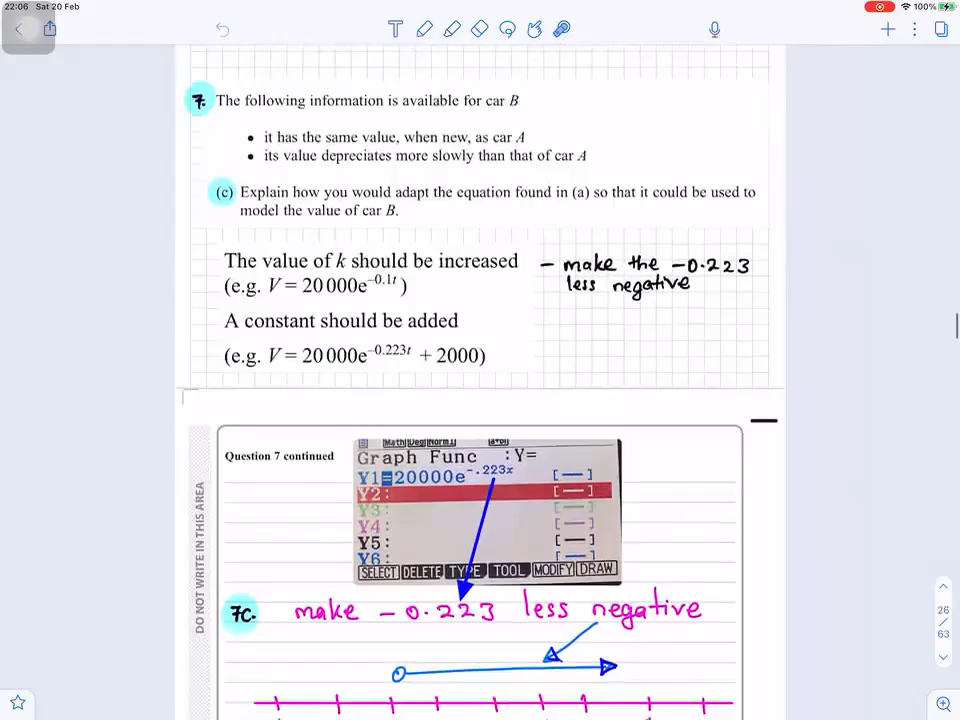 22:06 Sat 20 Feb
100%
7. The following information is available for car B
• it has the same value, when new, as car A
• its value depreciates more slowly than that of car A
(c) Explain how you would adapt the equation found in (a) so that it could be used to
model the value of car B.
The value of k should be increased
(e.g. V = 20 000e^–0.1t)
A constant should be added
(e.g. V = 20 000e^–0.223t + 2000)
– make the -0.223
less negative
Question 7 continued
DO NOT WRITE IN THIS AREA
Math Deg Norm1 a+bi
Graph Func :Y=
Y1=20000e^-.223x [—]
Y2: [—]
Y3: [—]
Y4: [—]
Y5: [—]
Y6: [—]
SELECT DELETE TYPE TOOL MODIFY DRAW
7C. make -0.223 less negative
26
/
63